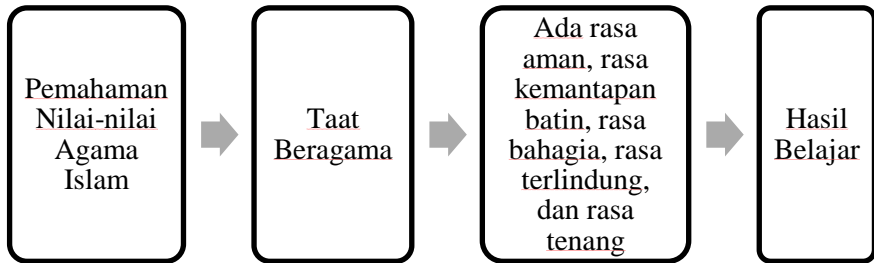 Pemahaman
Nilai-nilai
Agama
Islam
Taat
Beragama
Ada rasa
aman, rasa
kemantapan
batin, rasa
bahagia, rasa
terlindung,
dan rasa
tenang
Hasil
Belajar